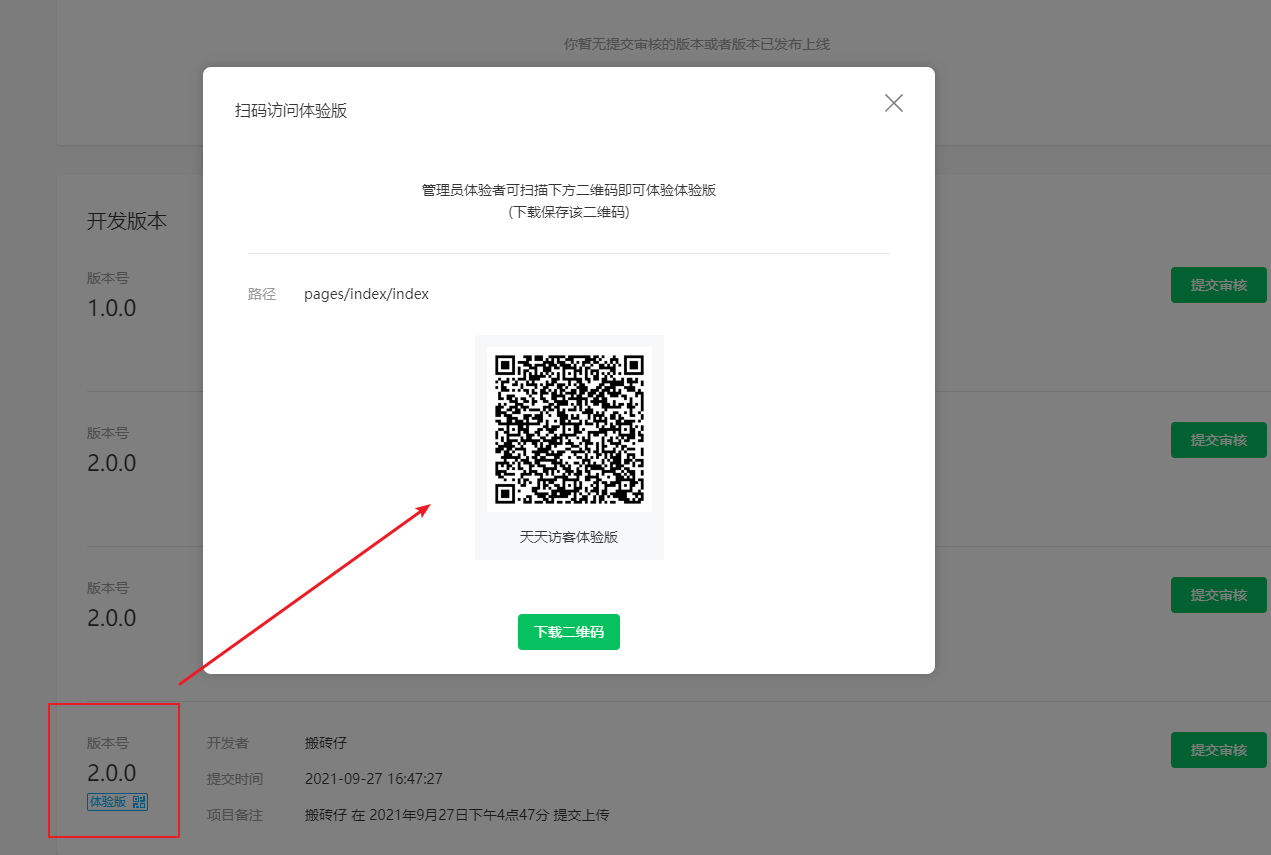 你暂无提交审核的版本或者版本已发布上线
扫码访问体验版
管理员体验者可扫描下方二维码即可体验体验版
(下载保存该二维码)
路径 pages/index/index
天天访客体验版
下载二维码
开发版本
版本号
1.0.0
提交审核
版本号
2.0.0
提交审核
版本号
2.0.0
提交审核
版本号
2.0.0
体验版
开发者 搬砖仔
提交时间 2021-09-27 16:47:27
项目备注 搬砖仔 在 2021年9月27日下午4点47分 提交上传
提交审核